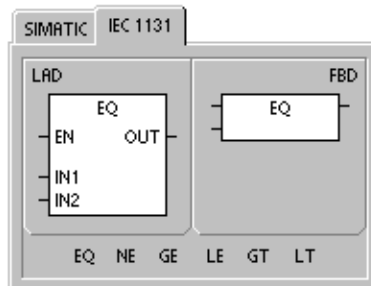 SIMATIC IEC 1131
LAD FBD
EQ EQ
EN OUT
IN1
IN2
EQ NE GE LE GT LT